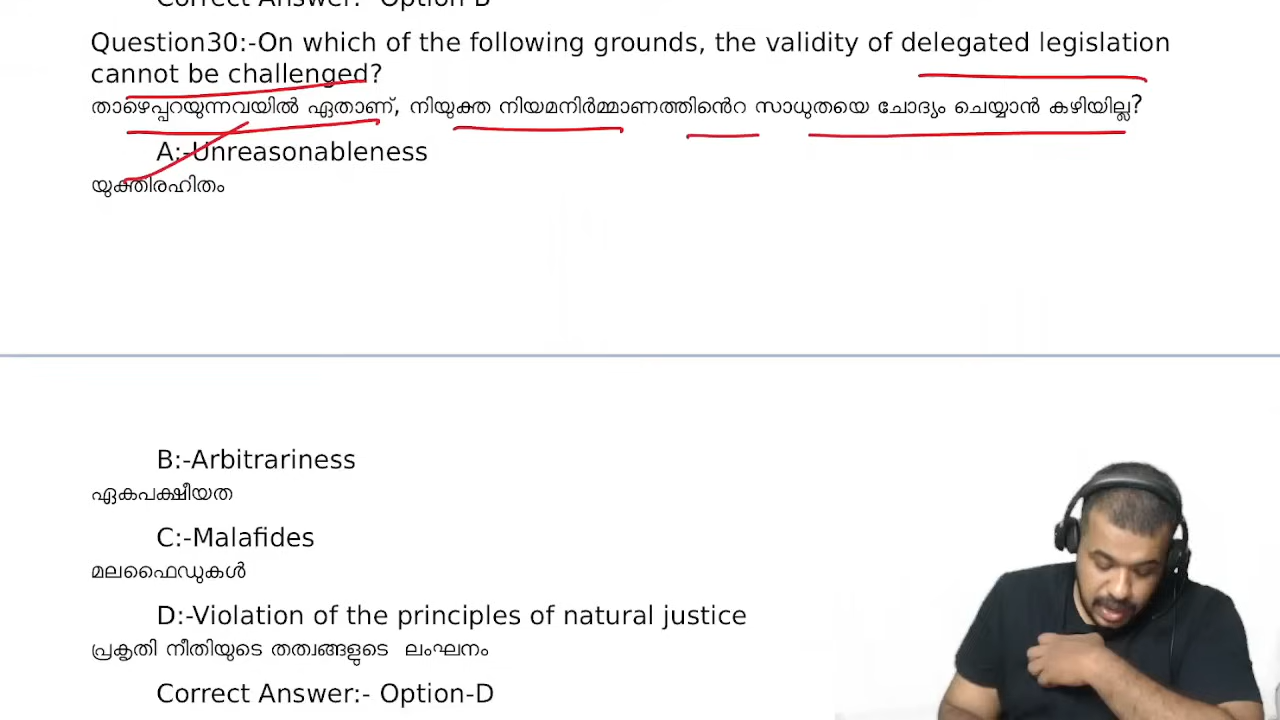 Correct Answer:- Option-B
Question30:-On which of the following grounds, the validity of delegated legislation
cannot be challenged?
താഴെപ്പറയുന്നവയിൽ ഏതാണ്, നിയുക്ത നിയമനിർമ്മാണത്തിൻെറ സാധുതയെ ചോദ്യം ചെയ്യാൻ കഴിയില്ല?
A:-Unreasonableness
യുക്തിരഹിതം
B:-Arbitrariness
ഏകപക്ഷീയത
C:-Malafides
മലഫൈഡുകൾ
D:-Violation of the principles of natural justice
പ്രകൃതി നീതിയുടെ തത്വങ്ങളുടെ ലംഘനം
Correct Answer:- Option-D